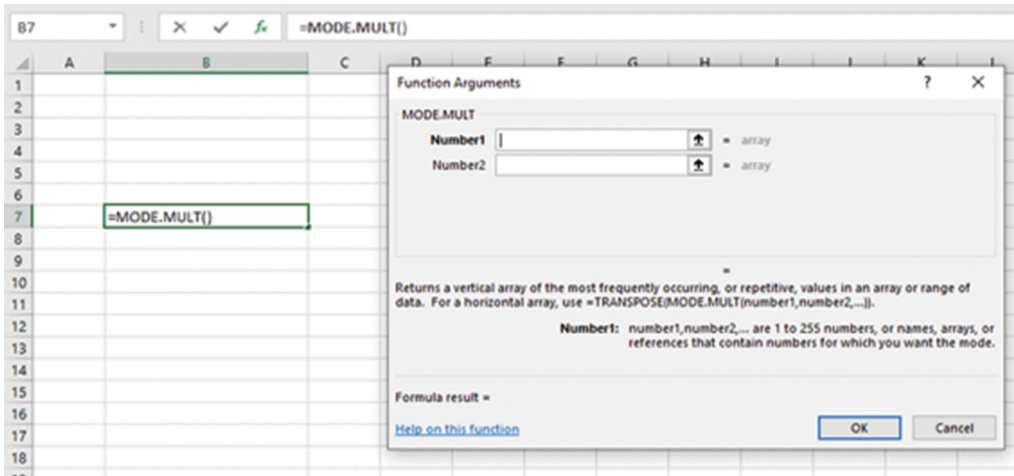 B7 =MODE.MULT()
A B C D E F G H I J K L
1
2
3
4
5
6
7 =MODE.MULT()
8
9
10
11
12
13
14
15
16
17
18
Function Arguments ?
MODE.MULT
Number1 = array
Number2 = array
=
Returns a vertical array of the most frequently occurring, or repetitive, values in an array or range of
data. For a horizontal array, use =TRANSPOSE(MODE.MULT(number1,number2,...)).
Number1: number1,number2,... are 1 to 255 numbers, or names, arrays, or
references that contain numbers for which you want the mode.
Formula result =
Help on this function OK Cancel